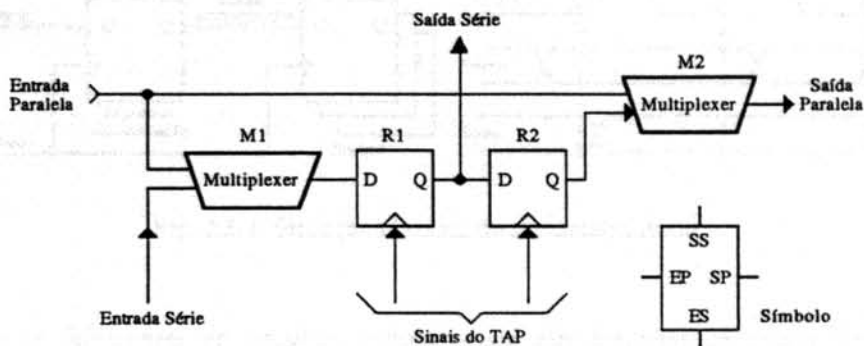 Saída Série
M2
Entrada
Paralela
Multiplexer
Saída
Paralela
M1
R1
R2
Multiplexer
D
Q
D
Q
SS
EP
SP
ES
Símbolo
Entrada Série
Sinais do TAP